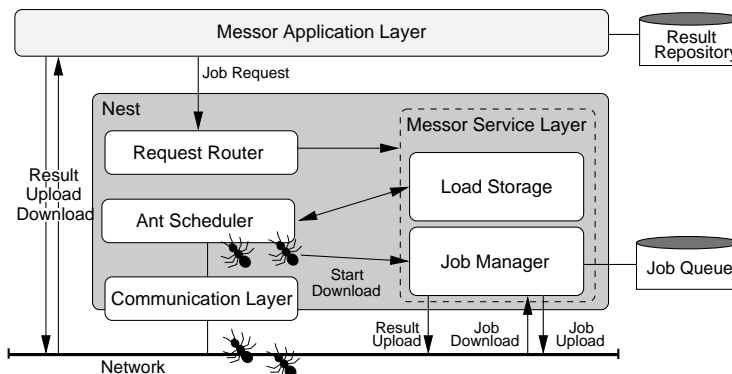 Messor Application Layer
Result
Repository
Job Request
Nest
Messor Service Layer
Request Router
Result
Upload
Download
Load Storage
Ant Scheduler
Job Manager
Start
Download
Job Queue
Communication Layer
Result
Upload
Job
Download
Job
Upload
Network